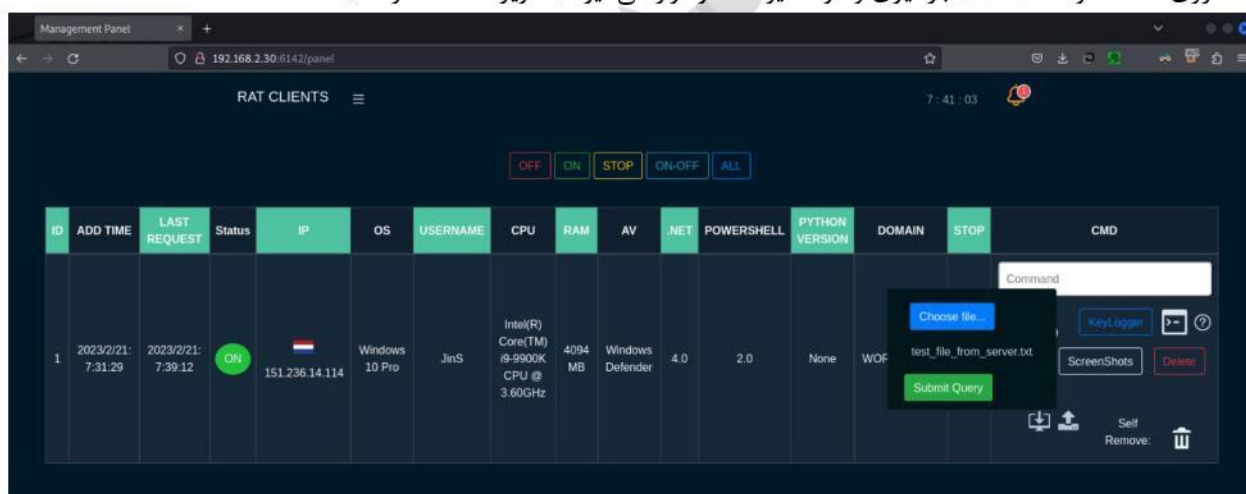 Management Panel × +
192.168.2.30:6142/panel
RAT CLIENTS
7 : 41 : 03
1
OFF ON STOP ON-OFF ALL
ID ADD TIME LAST REQUEST Status IP OS USERNAME CPU RAM AV .NET POWERSHELL PYTHON VERSION DOMAIN STOP CMD
Command
1 2023/2/21: 7:31:29 2023/2/21: 7:39:12 ON 151.236.14.114 Windows 10 Pro JinS Intel(R) Core(TM) i9-9900K CPU @ 3.60GHz 4094 MB Windows Defender 4.0 2.0 None
Choose file...
KeyLogger
test_file_from_server.txt
ScreenShots Delete
Submit Query
Self Remove: